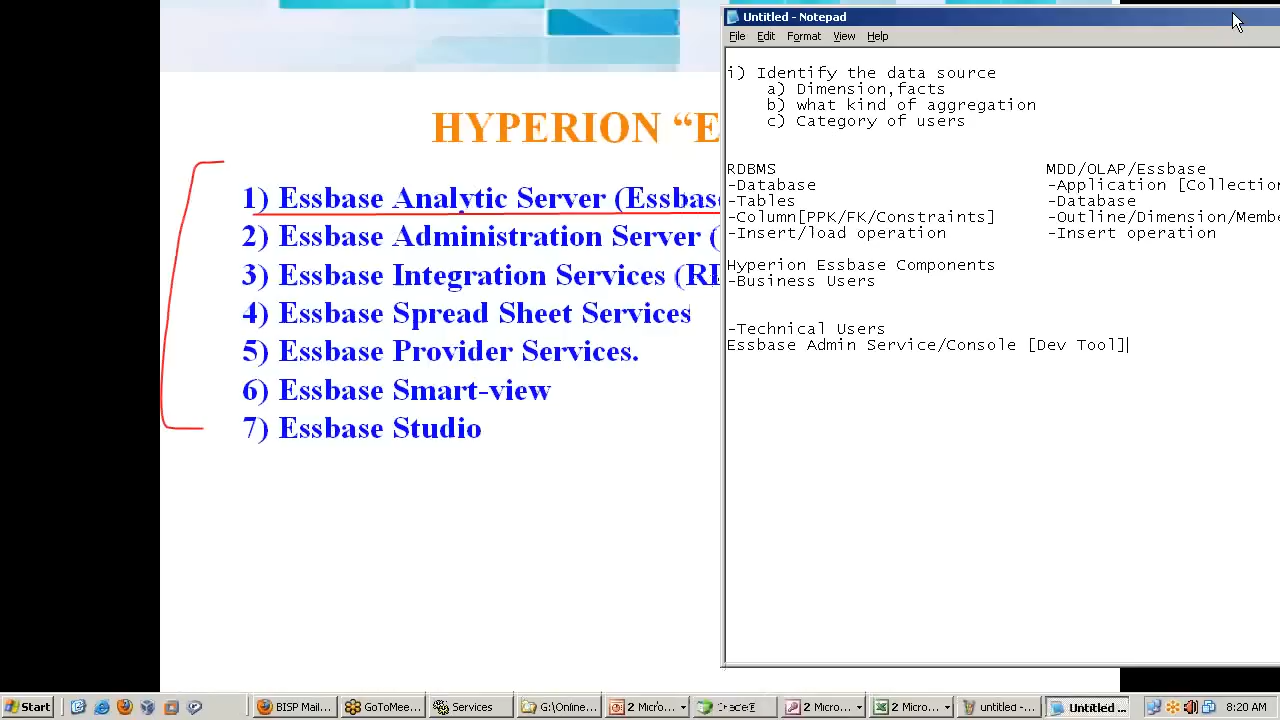 HYPERION “E
1) Essbase Analytic Server (Essbas
2) Essbase Administration Server (
3) Essbase Integration Services (RD
4) Essbase Spread Sheet Services
5) Essbase Provider Services.
6) Essbase Smart-view
7) Essbase Studio
Untitled - Notepad
File Edit Format View Help
i) Identify the data source
a) Dimension,facts
b) what kind of aggregation
c) Category of users
RDBMS MDD/OLAP/Essbase
-Database -Application [Collection
-Tables -Database
-Column[PPK/FK/Constraints] -Outline/Dimension/Membe
-Insert/load operation -Insent operation
Hyperion Essbase Components
-Business Users
-Technical Users
Essbase Admin Service/Console [Dev Tool]
Start BISP Mail... GoToMee... Services G:\Online... 2 Micro... 2 Micro... 2 Micro... untitled -... Untitled ... 8:20 AM